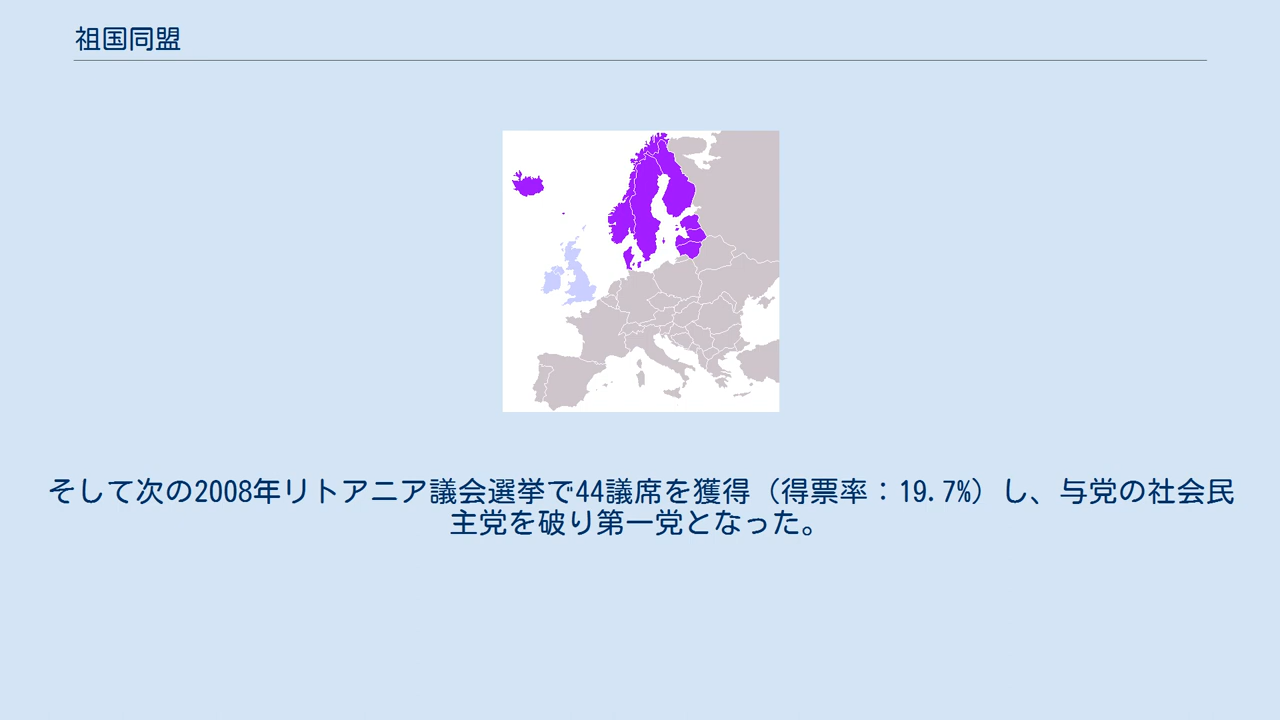 祖国同盟
そして次の2008年リトアニア議会選挙で44議席を獲得（得票率：19.7%）し、与党の社会民
主党を破り第一党となった。